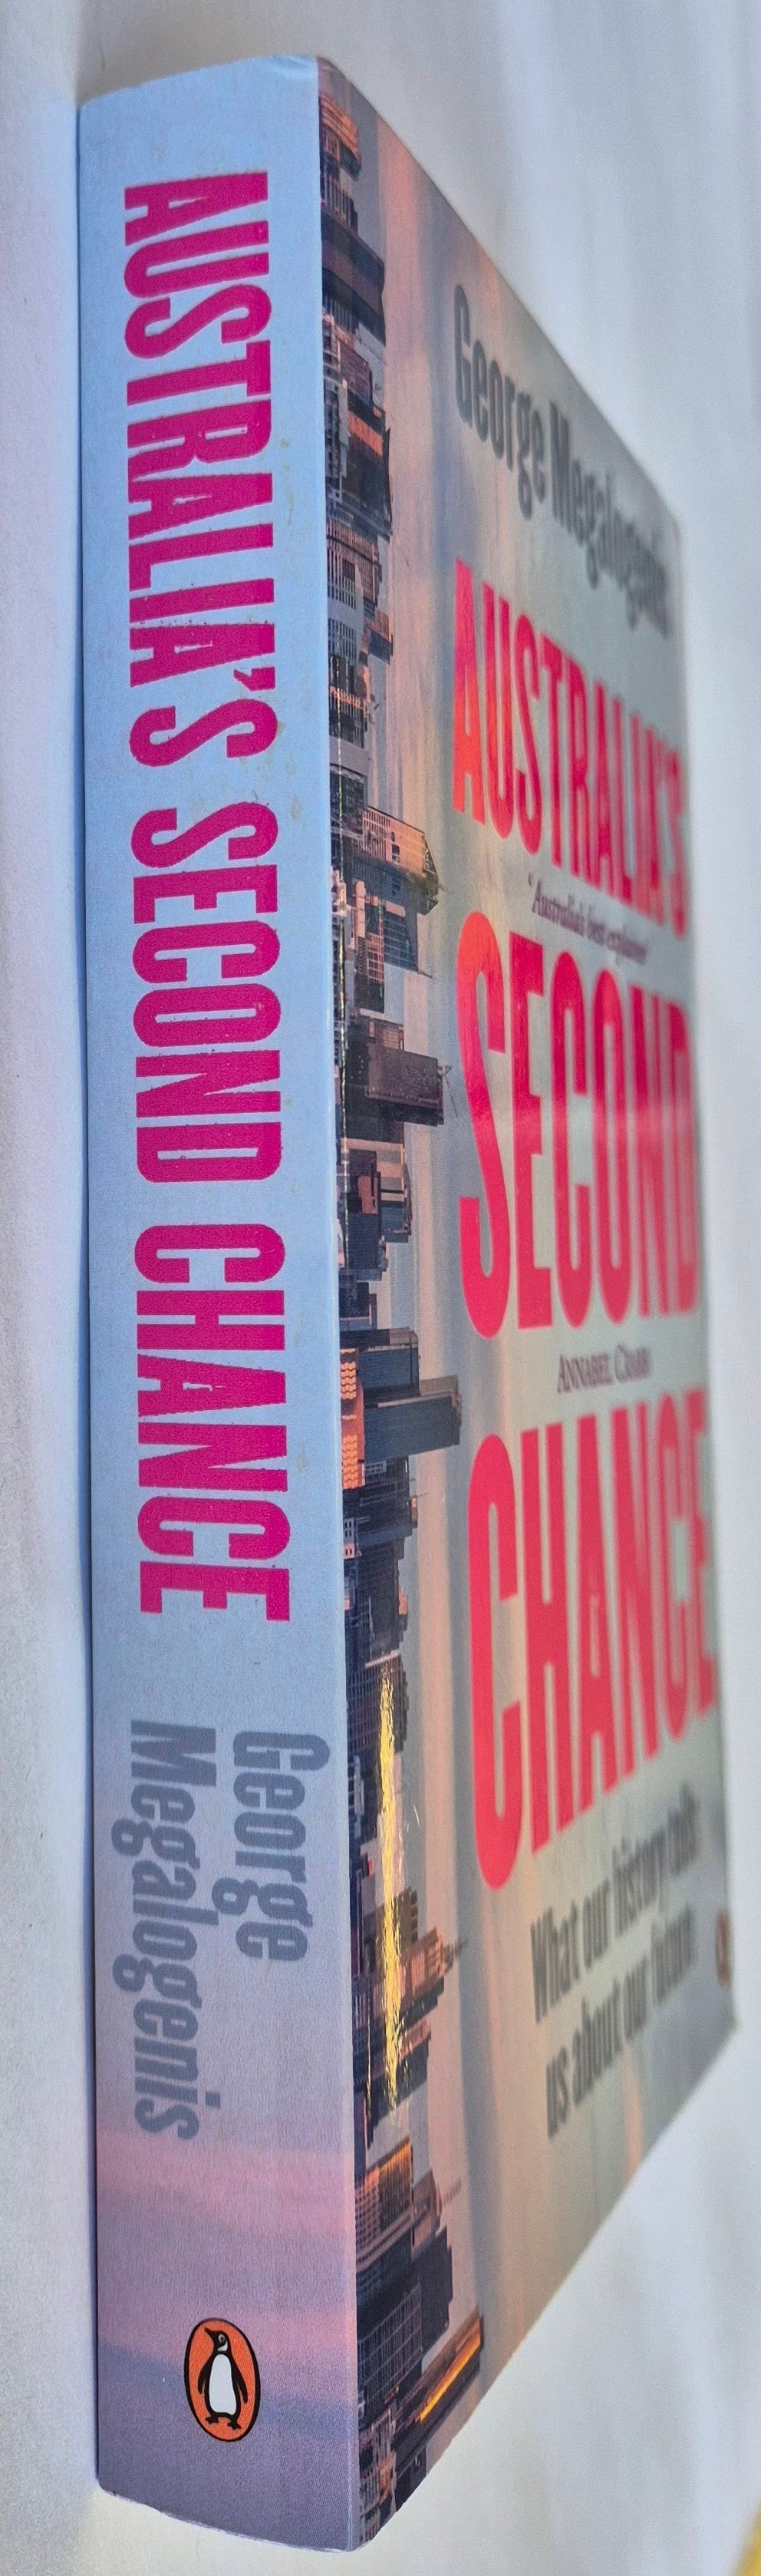 AUSTRALIA'S SECOND CHANCE
George
Megalogenis
George Megalogenis
AUSTRALIA'S
'Australia's best explainer'
SECOND
ANNABEL CRABB
CHANCE
What our history tells
us about our future